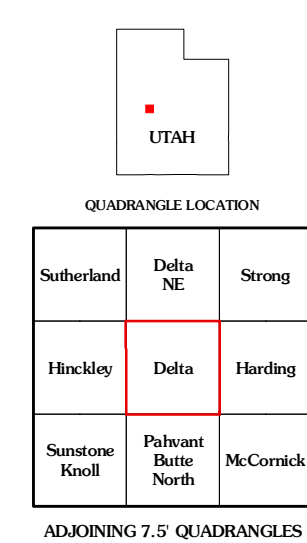 UTAH
QUADRANGLE LOCATION
Sutherland
Delta
NE
Strong
Hinckley
Delta
Harding
Sunstone
Knoll
Pahvant
Butte
North
McCornick
ADJOINING 7.5' QUADRANGLES